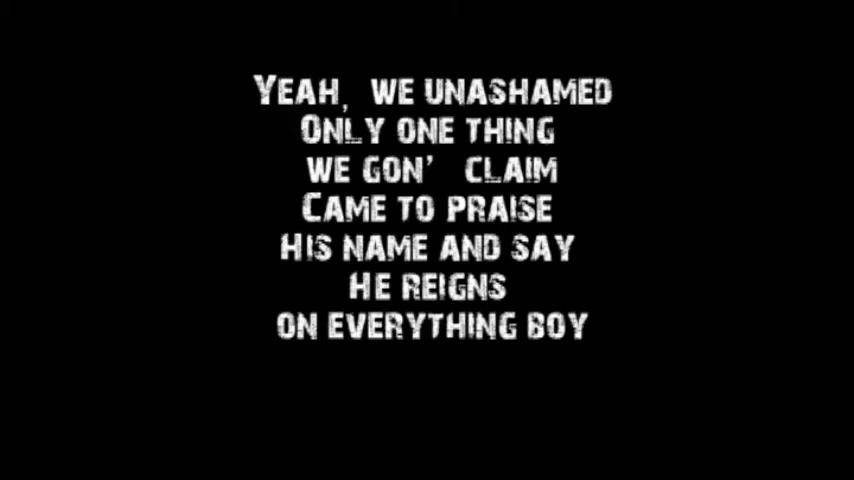 Yeah, we unashamed
Only one thing
we gon' claim
Came to praise
His name and say
He reigns
on everything boy